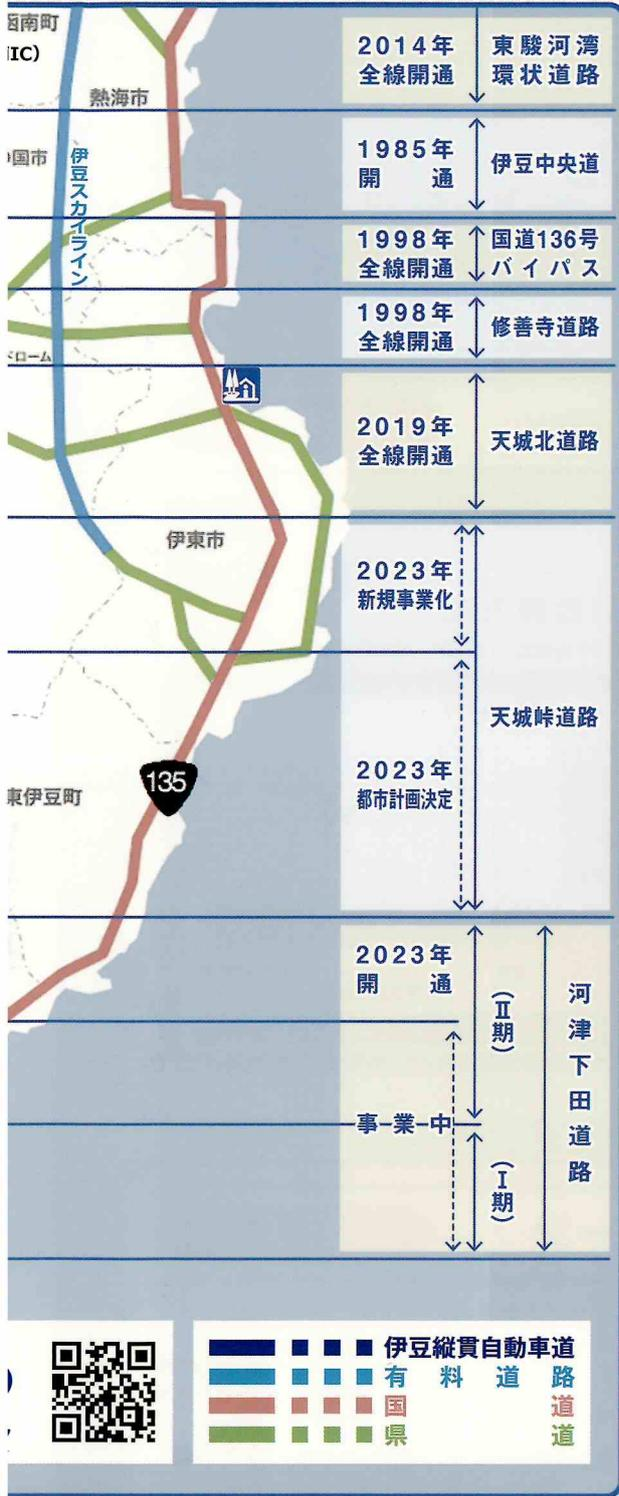 函南町
IC)
熱海市
国市
伊豆スカイライン
ドローム
伊東市
135
東伊豆町
2014年
全線開通
東駿河湾
環状道路
1985年
開通
伊豆中央道
1998年
全線開通
国道136号
バイパス
1998年
全線開通
修善寺道路
2019年
全線開通
天城北道路
2023年
新規事業化
天城峠道路
2023年
都市計画決定
2023年
開通
(Ⅱ期)
河津下田道路
事業中
(Ⅰ期)
伊豆縦貫自動車道
有料道路
国道
県道